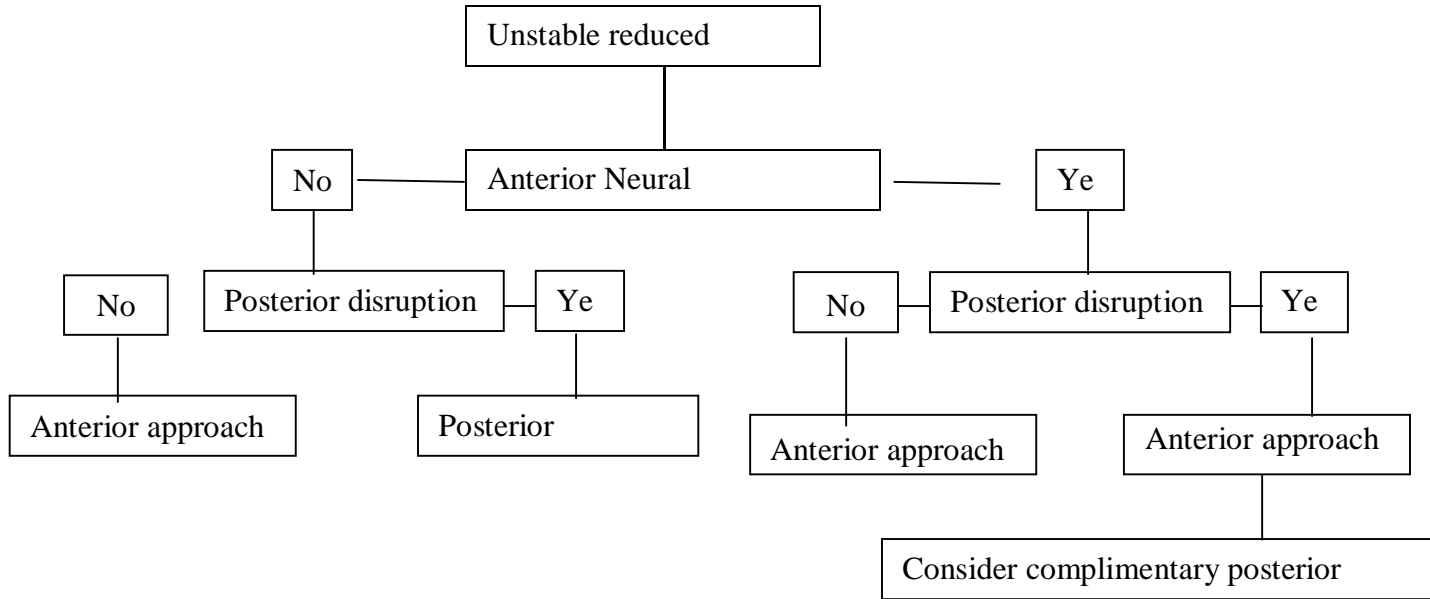 Unstable reduced
No
Anterior Neural
Ye
No
Posterior disruption
Ye
No
Posterior disruption
Ye
Anterior approach
Posterior
Anterior approach
Anterior approach
Consider complimentary posterior